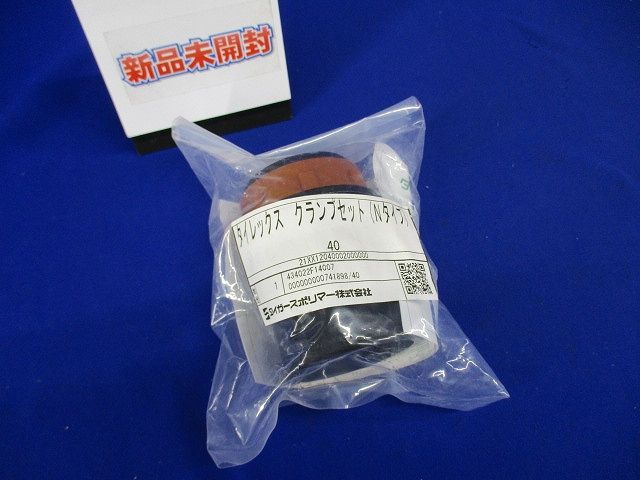 新品未開封
タイレックス クランプセット (Nタイプ)
40
21XX12040002000000
1 434022F14007
000000000741898/40
タイガースポリマー株式会社